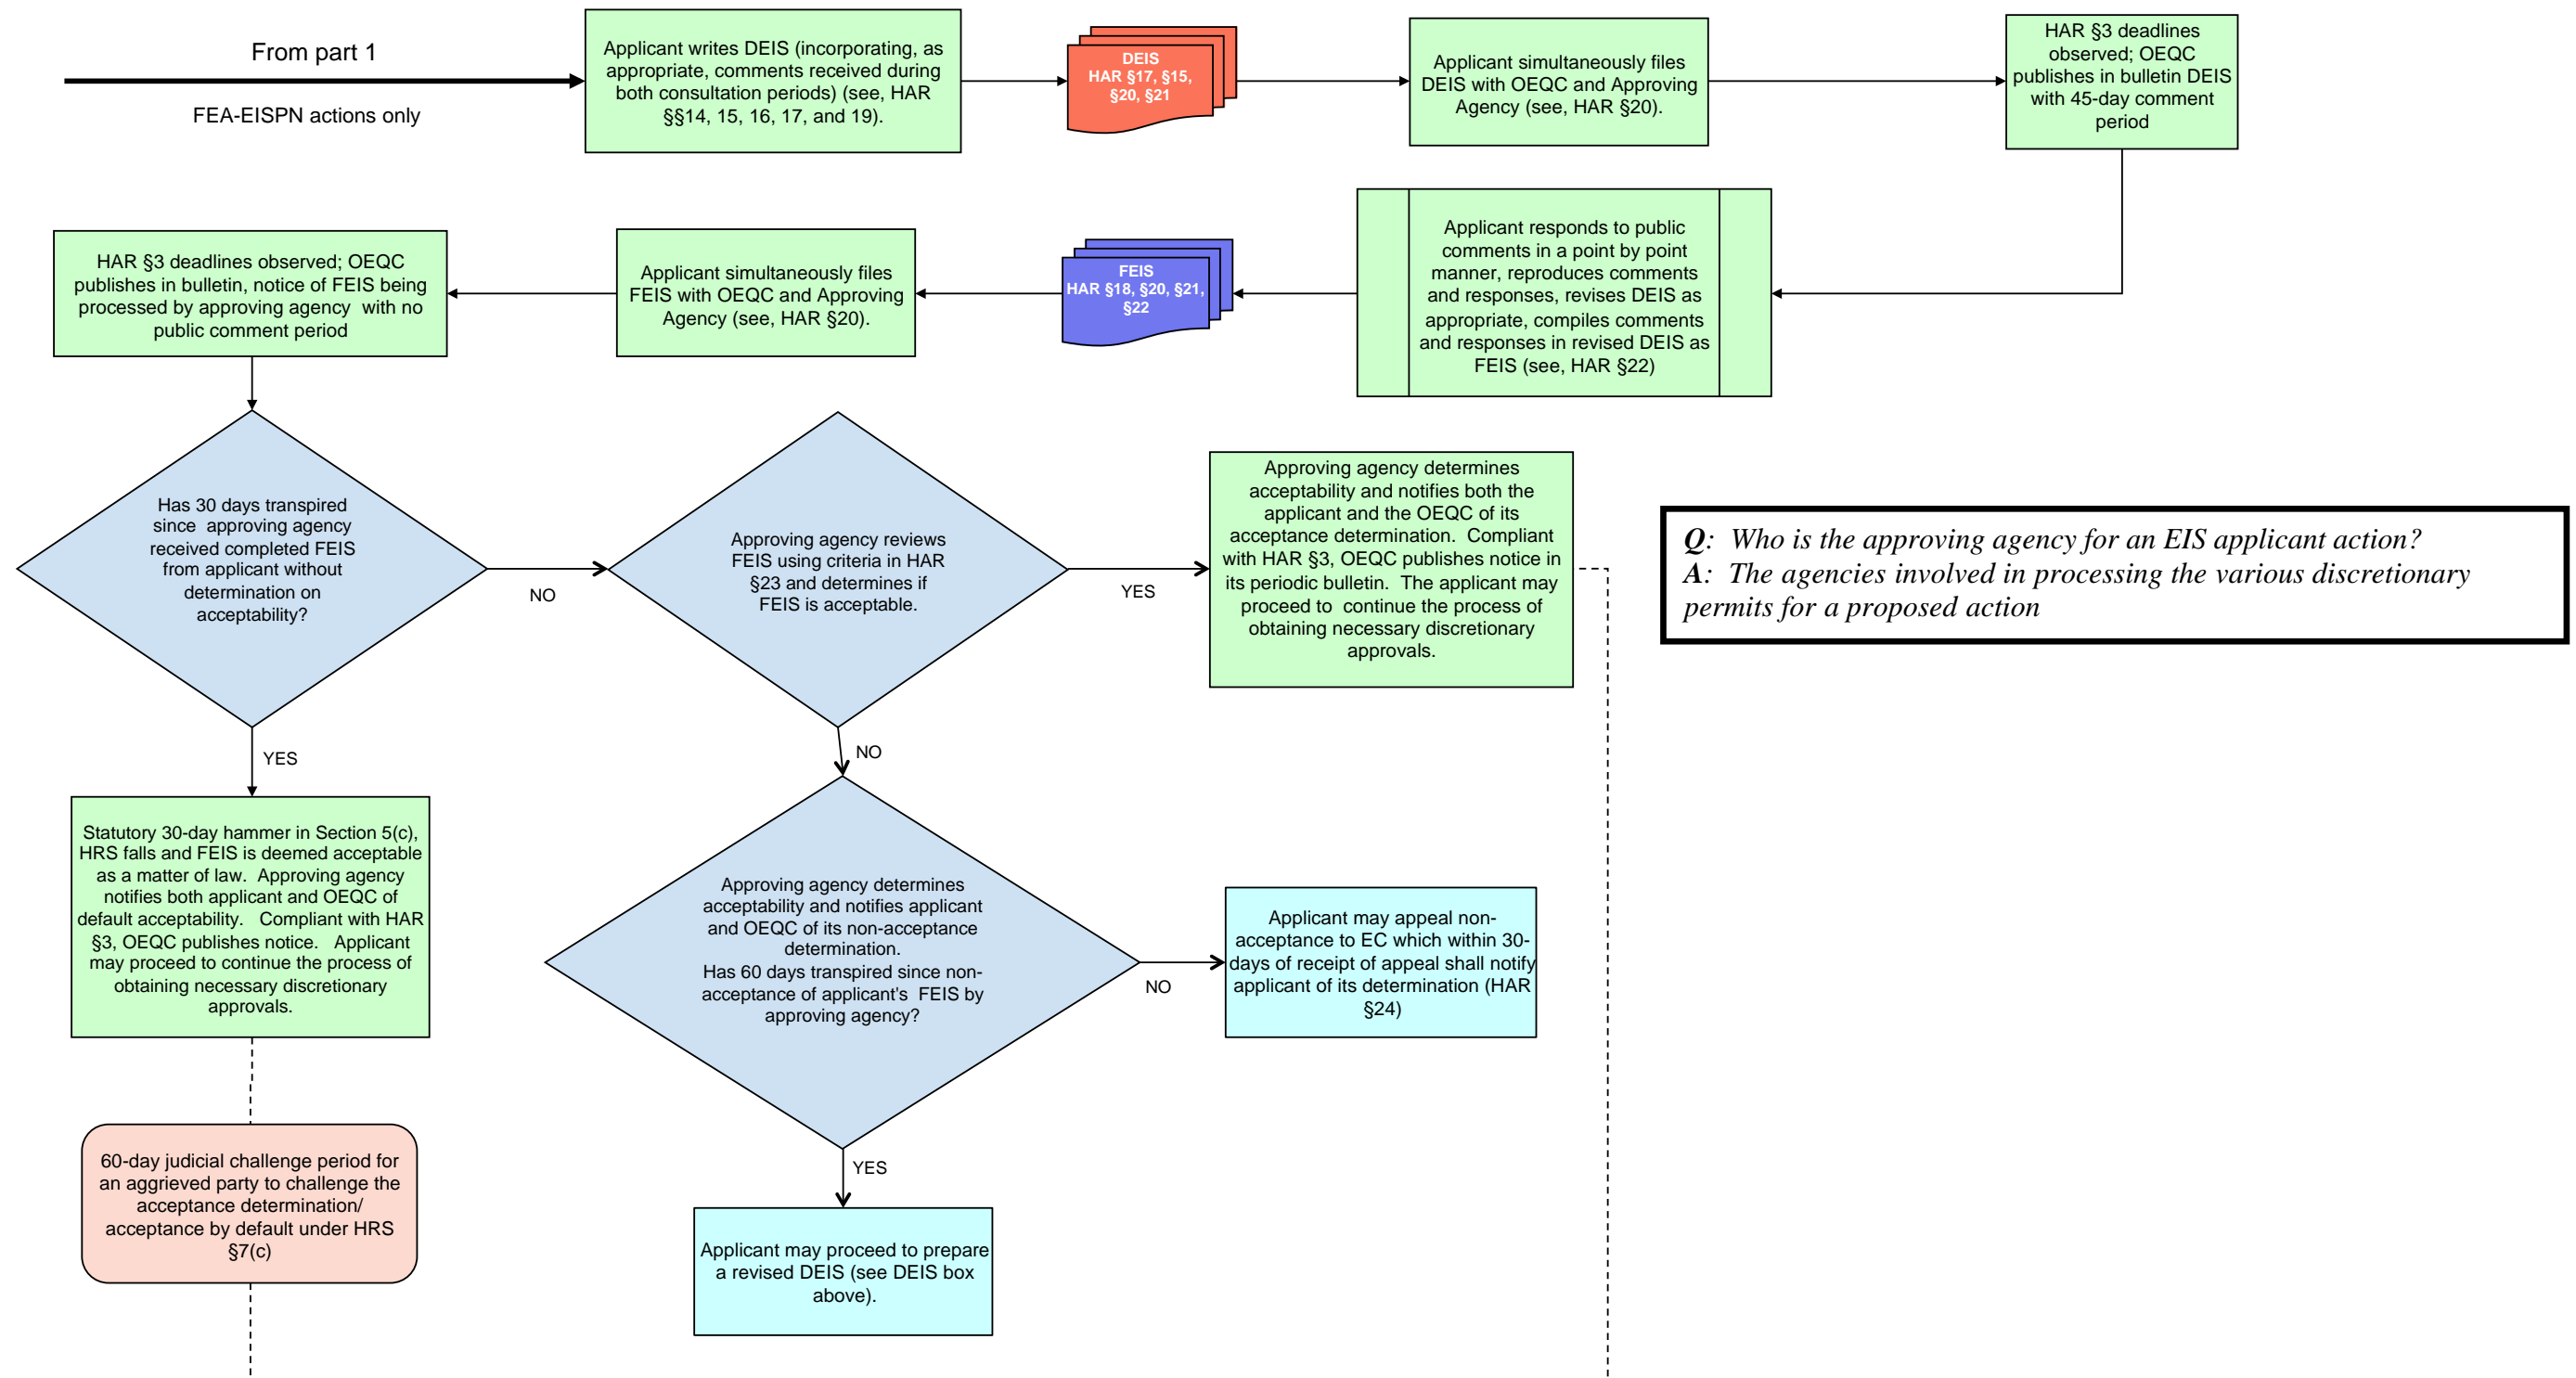 From part 1
FEA-EISPN actions only
Applicant writes DEIS (incorporating, as
appropriate, comments received during
both consultation periods) (see, HAR
§§14, 15, 16, 17, and 19).
DEIS
HAR §17, §15,
§20, §21
Applicant simultaneously files
DEIS with OEQC and Approving
Agency (see, HAR §20).
HAR §3 deadlines
observed; OEQC
publishes in bulletin DEIS
with 45-day comment
period
Applicant responds to public
comments in a point by point
manner, reproduces comments
and responses, revises DEIS as
appropriate, compiles comments
and responses in revised DEIS as
FEIS (see, HAR §22)
FEIS
HAR §18, §20, §21,
§22
Applicant simultaneously files
FEIS with OEQC and Approving
Agency (see, HAR §20).
HAR §3 deadlines observed; OEQC
publishes in bulletin, notice of FEIS being
processed by approving agency with no
public comment period
Has 30 days transpired
since approving agency
received completed FEIS
from applicant without
determination on
acceptability?
NO
Approving agency reviews
FEIS using criteria in HAR
§23 and determines if
FEIS is acceptable.
YES
Approving agency determines
acceptability and notifies both the
applicant and the OEQC of its
acceptance determination. Compliant
with HAR §3, OEQC publishes notice in
its periodic bulletin. The applicant may
proceed to continue the process of
obtaining necessary discretionary
approvals.
Q: Who is the approving agency for an EIS applicant action?
A: The agencies involved in processing the various discretionary
permits for a proposed action
YES
NO
Statutory 30-day hammer in Section 5(c),
HRS falls and FEIS is deemed acceptable
as a matter of law. Approving agency
notifies both applicant and OEQC of
default acceptability. Compliant with HAR
§3, OEQC publishes notice. Applicant
may proceed to continue the process of
obtaining necessary discretionary
approvals.
Approving agency determines
acceptability and notifies applicant
and OEQC of its non-acceptance
determination.
Has 60 days transpired since non-
acceptance of applicant's FEIS by
approving agency?
NO
Applicant may appeal non-
acceptance to EC which within 30-
days of receipt of appeal shall notify
applicant of its determination (HAR
§24)
YES
60-day judicial challenge period for
an aggrieved party to challenge the
acceptance determination/
acceptance by default under HRS
§7(c)
Applicant may proceed to prepare
a revised DEIS (see DEIS box
above).